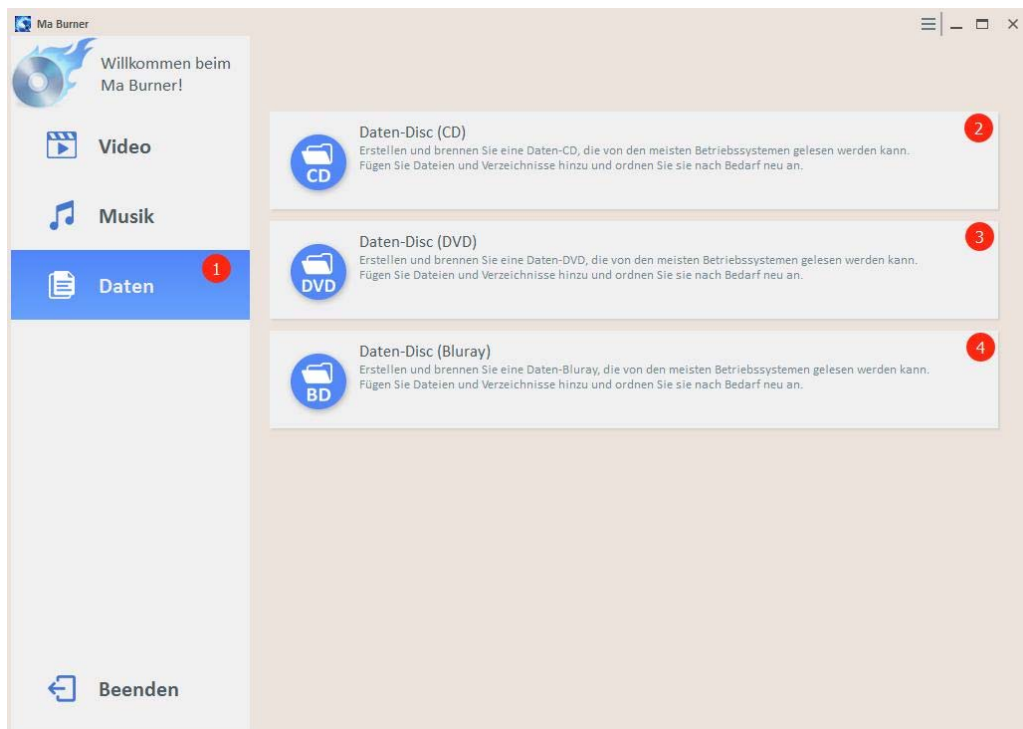 Ma Burner
Willkommen beim
Ma Burner!
Video
Musik
Daten
1
Beenden
Daten-Disc (CD)
2
Erstellen und brennen Sie eine Daten-CD, die von den meisten Betriebssystemen gelesen werden kann.
Fügen Sie Dateien und Verzeichnisse hinzu und ordnen Sie sie nach Bedarf neu an.
CD
Daten-Disc (DVD)
3
Erstellen und brennen Sie eine Daten-DVD, die von den meisten Betriebssystemen gelesen werden kann.
Fügen Sie Dateien und Verzeichnisse hinzu und ordnen Sie sie nach Bedarf neu an.
DVD
Daten-Disc (Bluray)
4
Erstellen und brennen Sie eine Daten-Bluray, die von den meisten Betriebssystemen gelesen werden kann.
Fügen Sie Dateien und Verzeichnisse hinzu und ordnen Sie sie nach Bedarf neu an.
BD